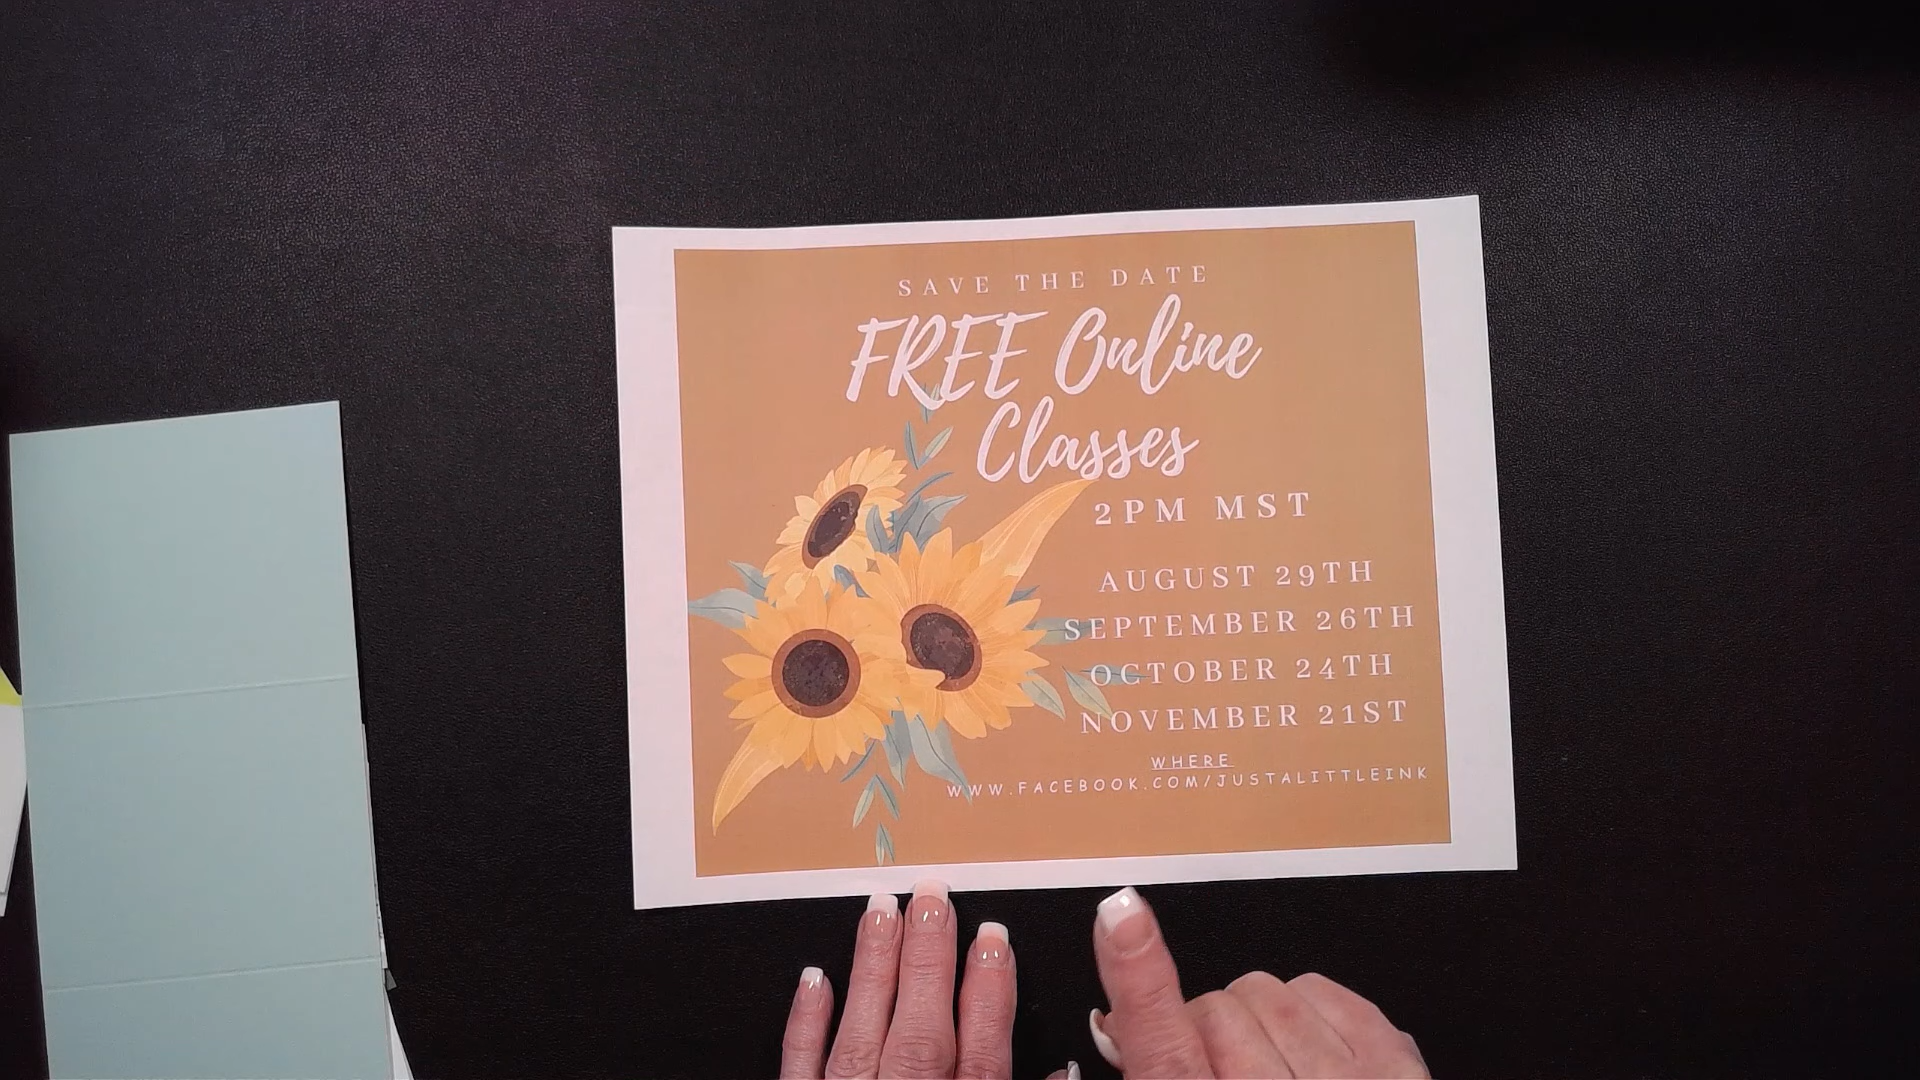 SAVE THE DATE
FREE Online
Classes
2PM MST
AUGUST 29TH
SEPTEMBER 26TH
OCTOBER 24TH
NOVEMBER 21ST
WHERE
WWW.FACEBOOK.COM/JUSTALITTLEINK